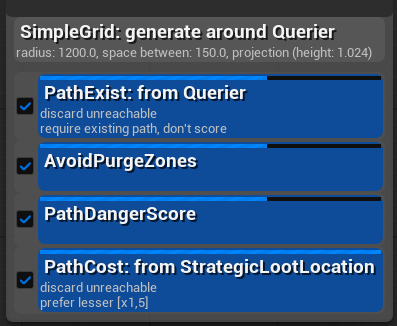 SimpleGrid: generate around Querier
radius: 1200.0, space between: 150.0, projection (height: 1.024)
PathExist: from Querier
discard unreachable
require existing path, don't score
AvoidPurgeZones
PathDangerScore
PathCost: from StrategicLootLocation
discard unreachable
prefer lesser [x1,5]